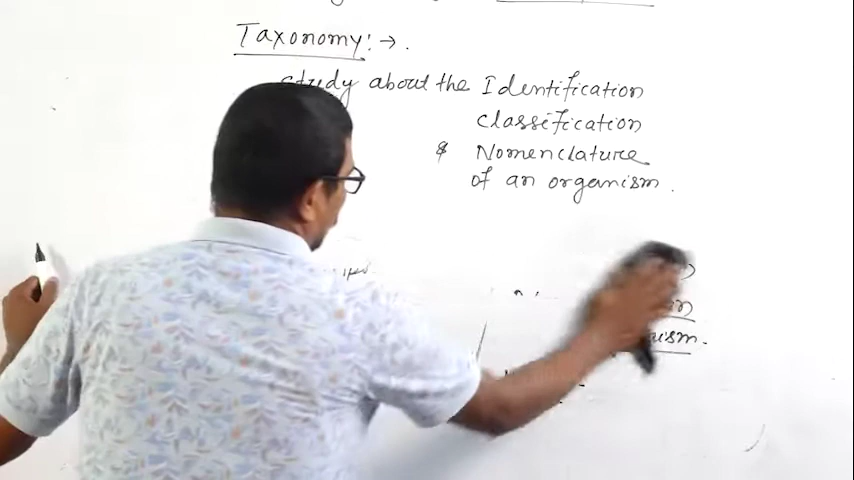 Taxonomy:→.
study about the Identification
classification
& Nomenclature
of an organism.